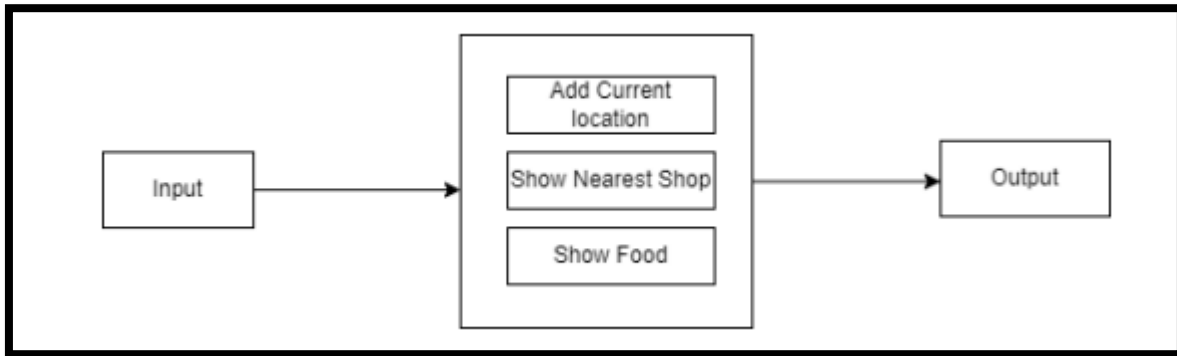 Input
Add Current
location
Show Nearest Shop
Show Food
Output